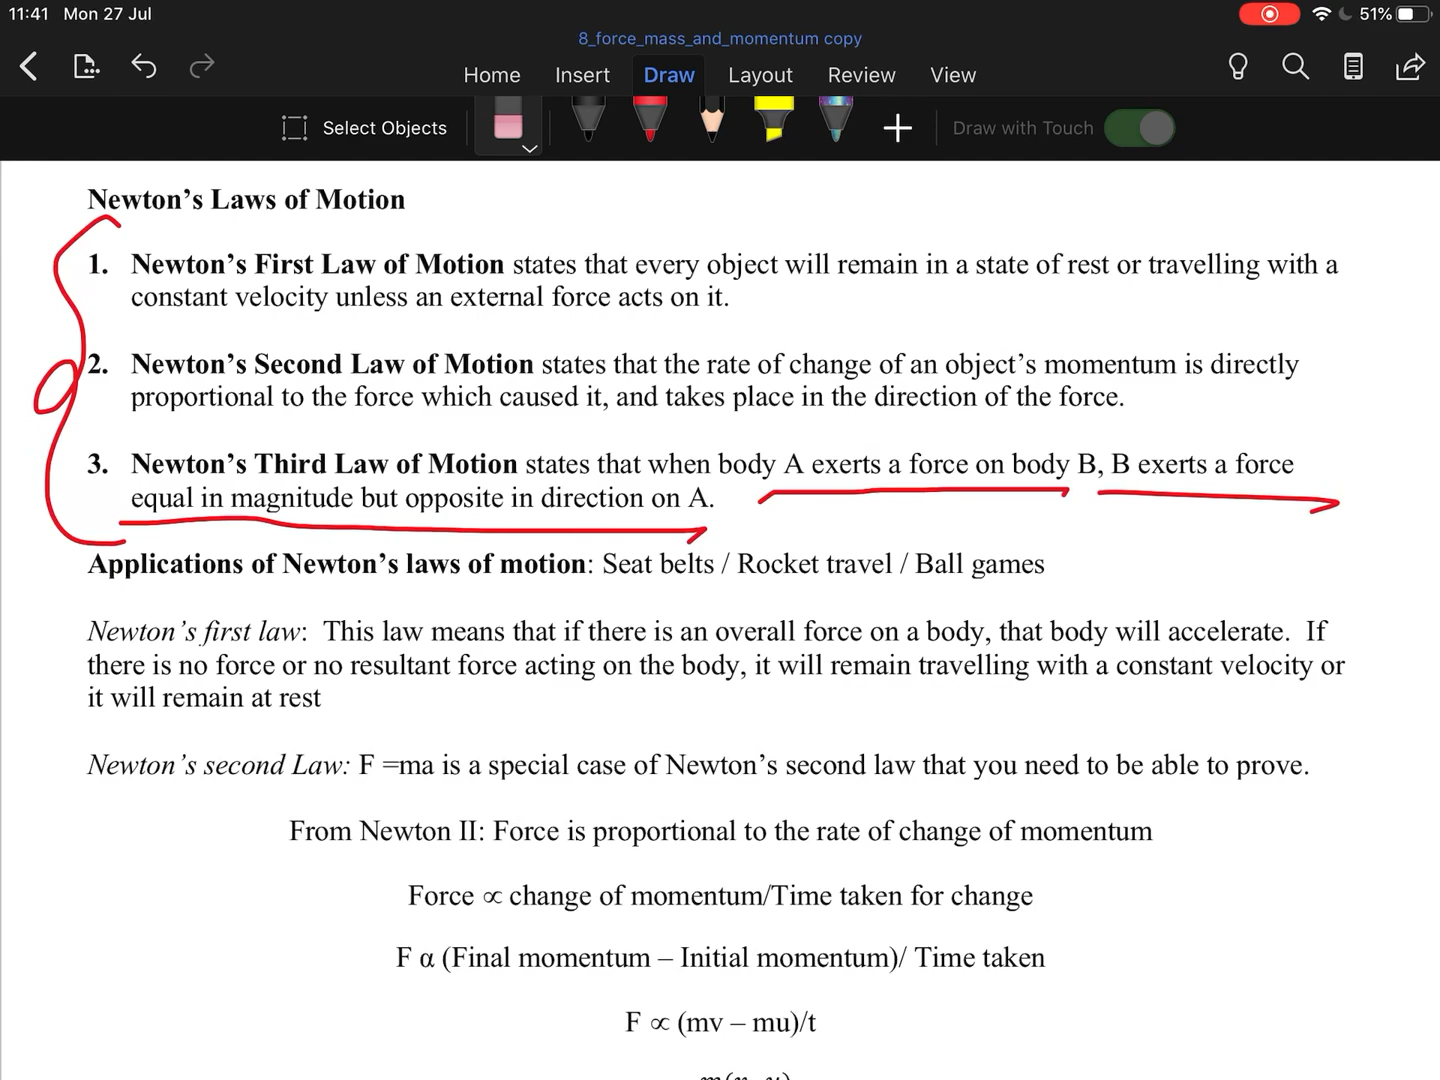 11:41 Mon 27 Jul
51%
8_force_mass_and_momentum copy
Home Insert Draw Layout Review View
Select Objects
Draw with Touch
Newton’s Laws of Motion
1. Newton’s First Law of Motion states that every object will remain in a state of rest or travelling with a
constant velocity unless an external force acts on it.
2. Newton’s Second Law of Motion states that the rate of change of an object’s momentum is directly
proportional to the force which caused it, and takes place in the direction of the force.
3. Newton’s Third Law of Motion states that when body A exerts a force on body B, B exerts a force
equal in magnitude but opposite in direction on A.
Applications of Newton’s laws of motion: Seat belts / Rocket travel / Ball games
Newton’s first law: This law means that if there is an overall force on a body, that body will accelerate. If
there is no force or no resultant force acting on the body, it will remain travelling with a constant velocity or
it will remain at rest
Newton’s second Law: F =ma is a special case of Newton’s second law that you need to be able to prove.
From Newton II: Force is proportional to the rate of change of momentum
Force ∝ change of momentum/Time taken for change
F α (Final momentum – Initial momentum)/ Time taken
F ∝ (mv – mu)/t